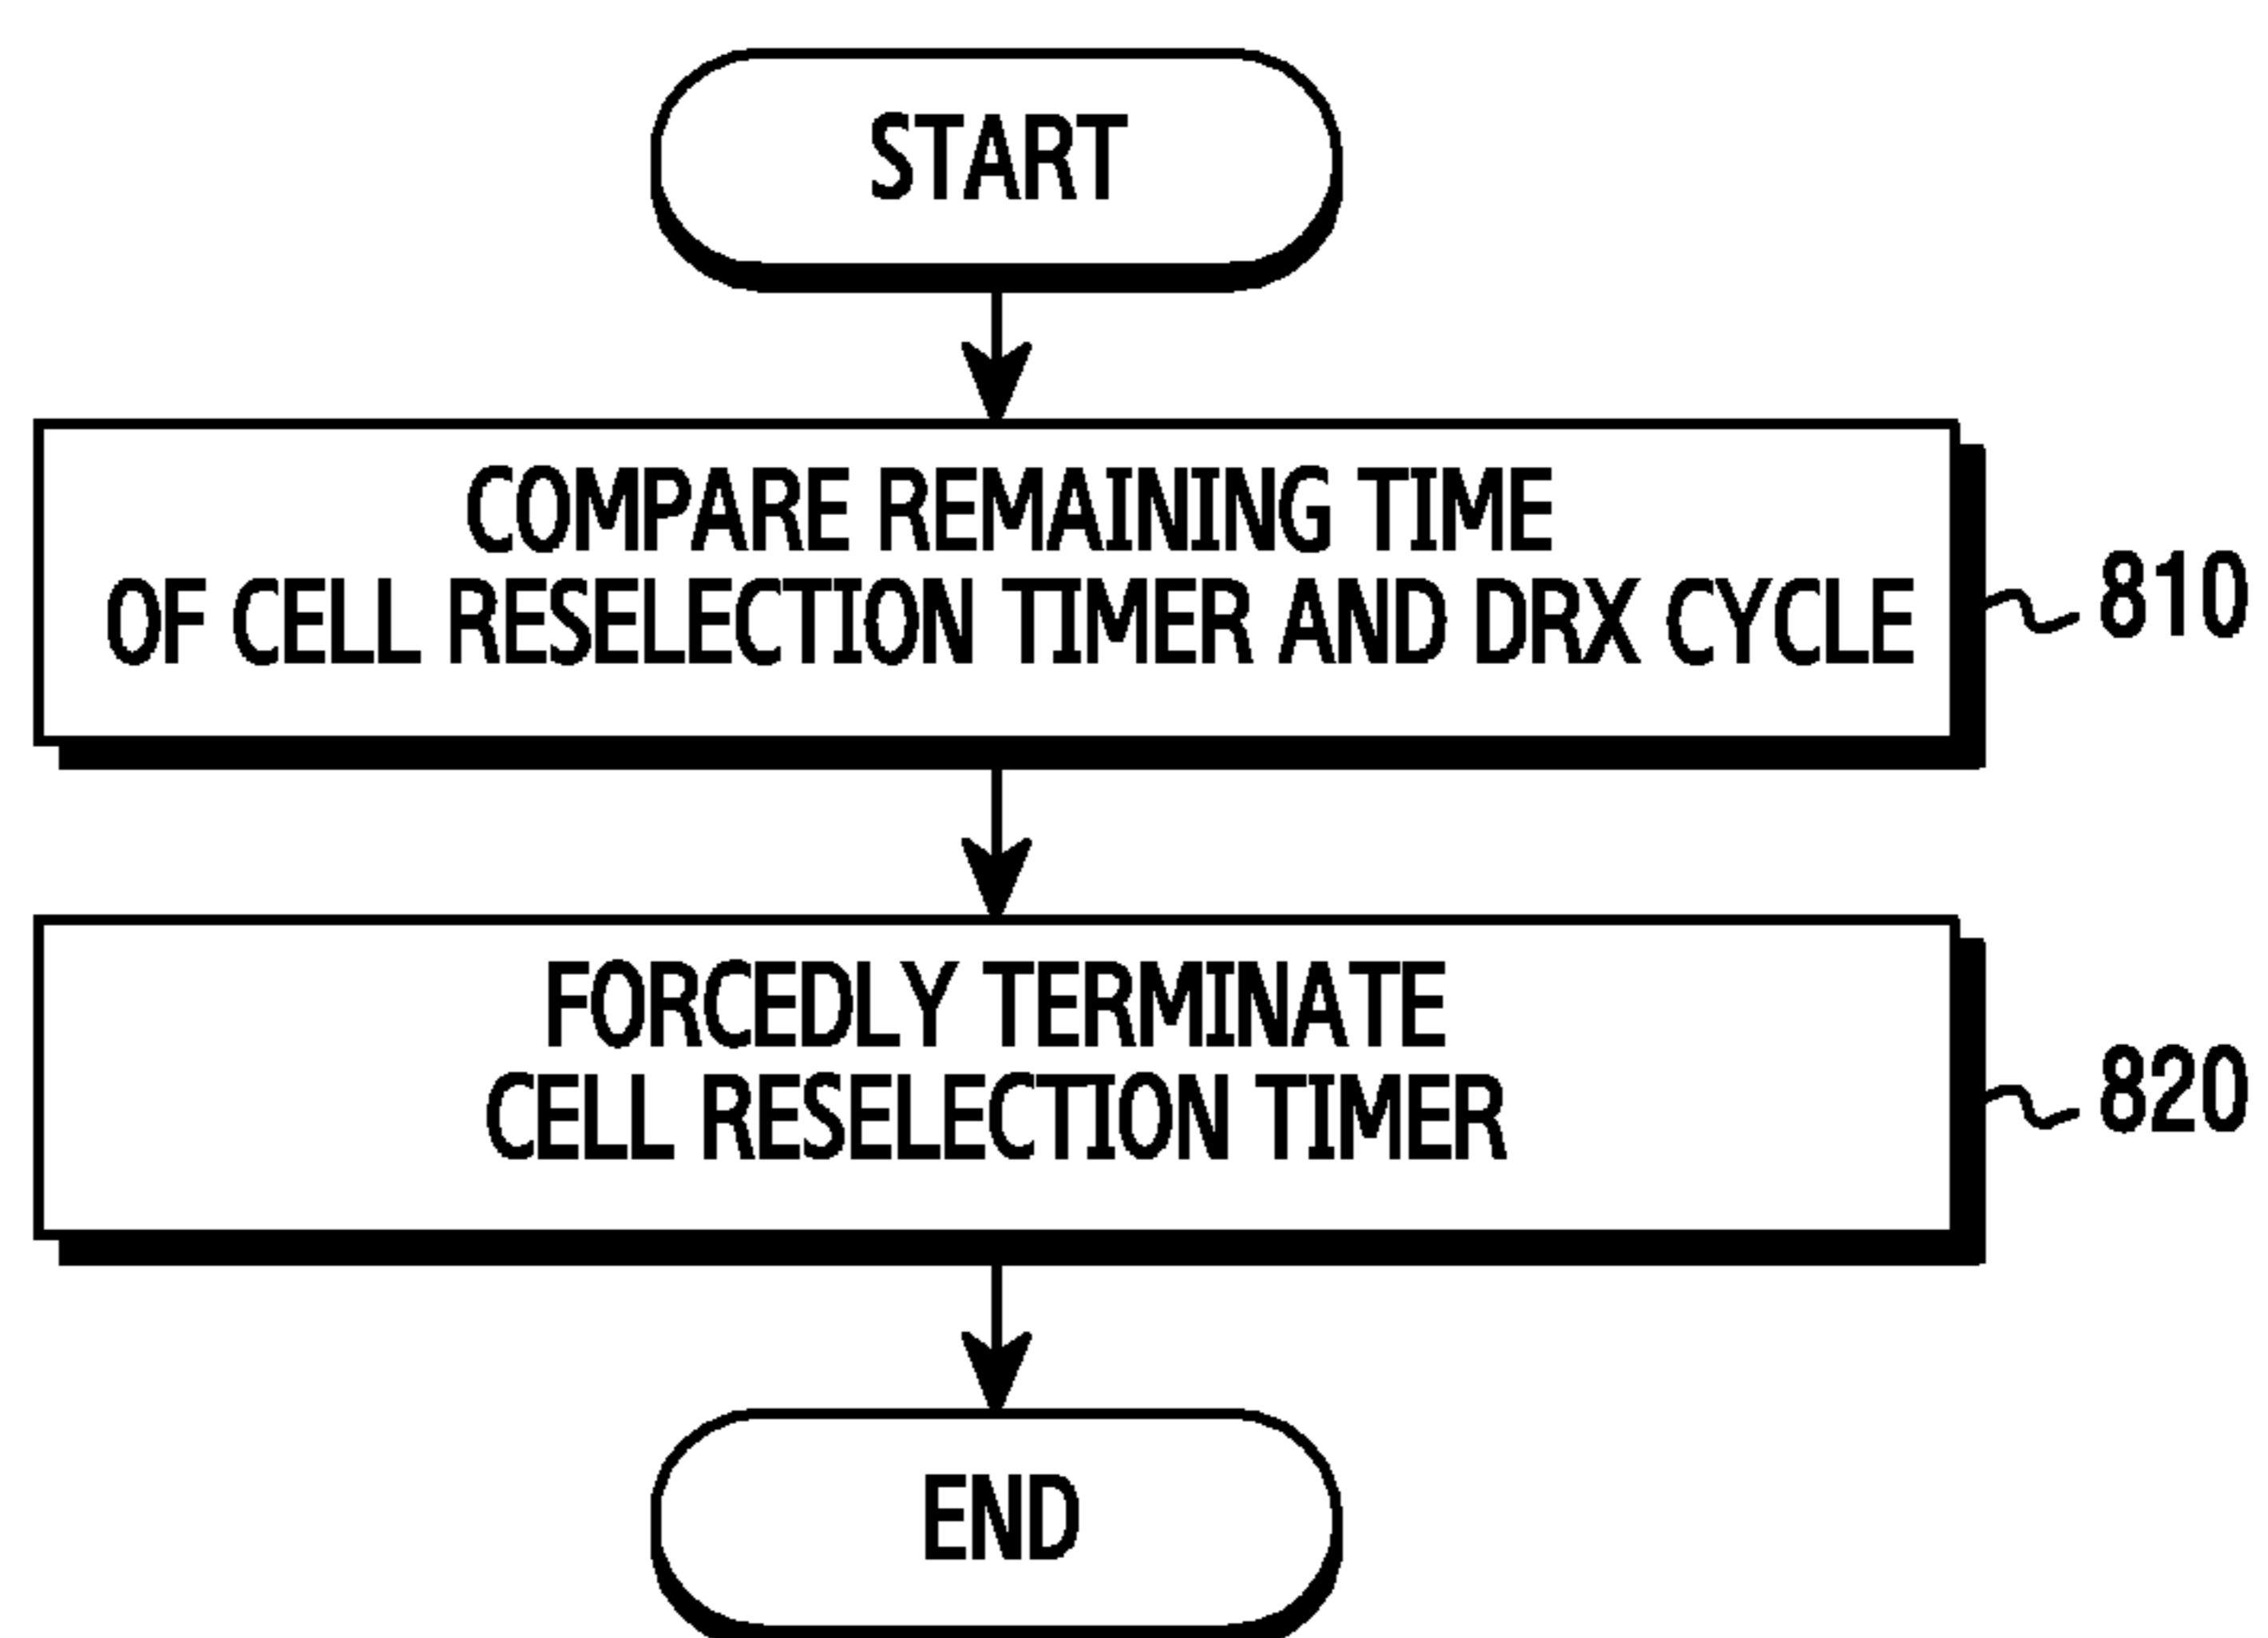 START
COMPARE REMAINING TIME
OF CELL RESELECTION TIMER AND DRX CYCLE
810
FORCEDLY TERMINATE
CELL RESELECTION TIMER
820
END